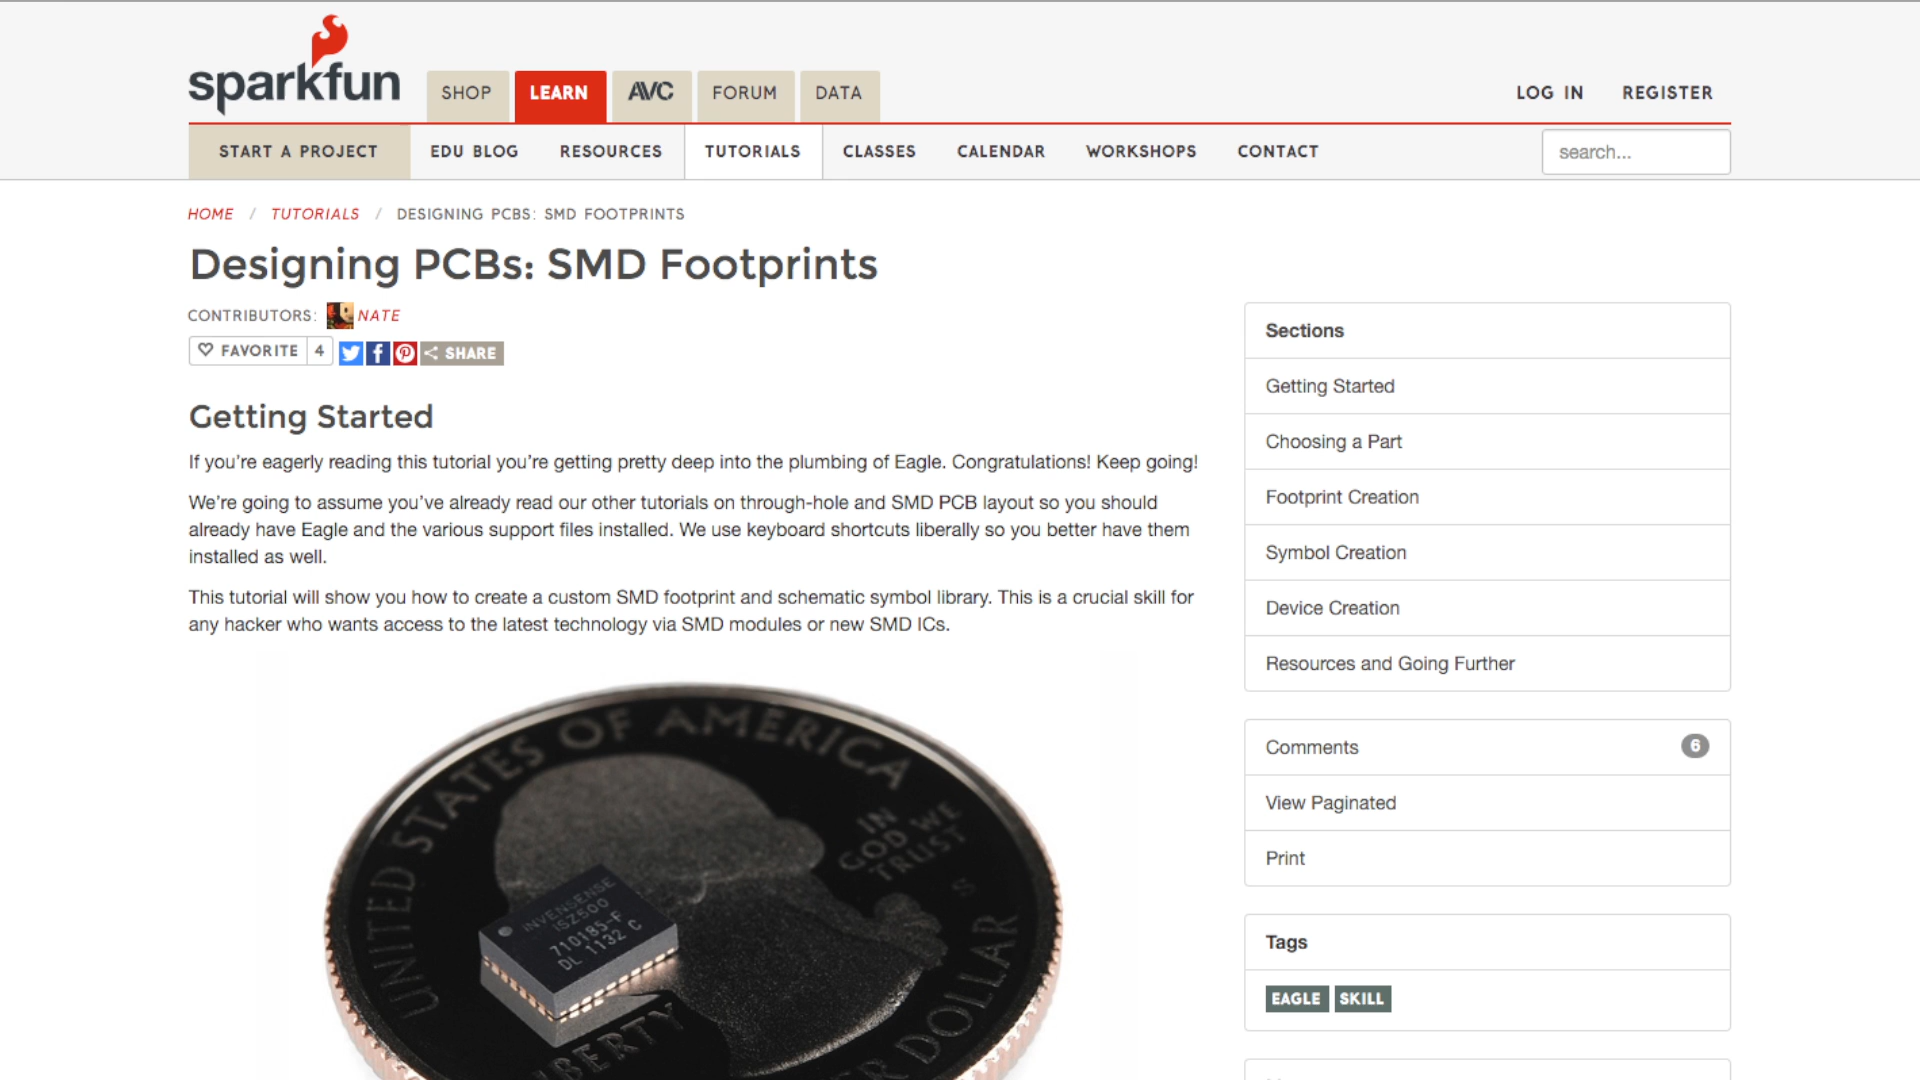 sparkfun
SHOP
LEARN
AVC
FORUM
DATA
LOG IN
REGISTER
START A PROJECT
EDU BLOG
RESOURCES
TUTORIALS
CLASSES
CALENDAR
WORKSHOPS
CONTACT
search...
HOME / TUTORIALS / DESIGNING PCBS: SMD FOOTPRINTS
Designing PCBs: SMD Footprints
CONTRIBUTORS: NATE
FAVORITE 4
SHARE
Getting Started
If you're eagerly reading this tutorial you're getting pretty deep into the plumbing of Eagle. Congratulations! Keep going!
We're going to assume you've already read our other tutorials on through-hole and SMD PCB layout so you should
already have Eagle and the various support files installed. We use keyboard shortcuts liberally so you better have them
installed as well.
This tutorial will show you how to create a custom SMD footprint and schematic symbol library. This is a crucial skill for
any hacker who wants access to the latest technology via SMD modules or new SMD ICs.
UNITED STATES OF AMERICA
IN
GOD WE
TRUST
S
INVENSENSE
ISZ500
710185-F
DL 1132 C
DOLLAR
Sections
Getting Started
Choosing a Part
Footprint Creation
Symbol Creation
Device Creation
Resources and Going Further
Comments 6
View Paginated
Print
Tags
EAGLE SKILL